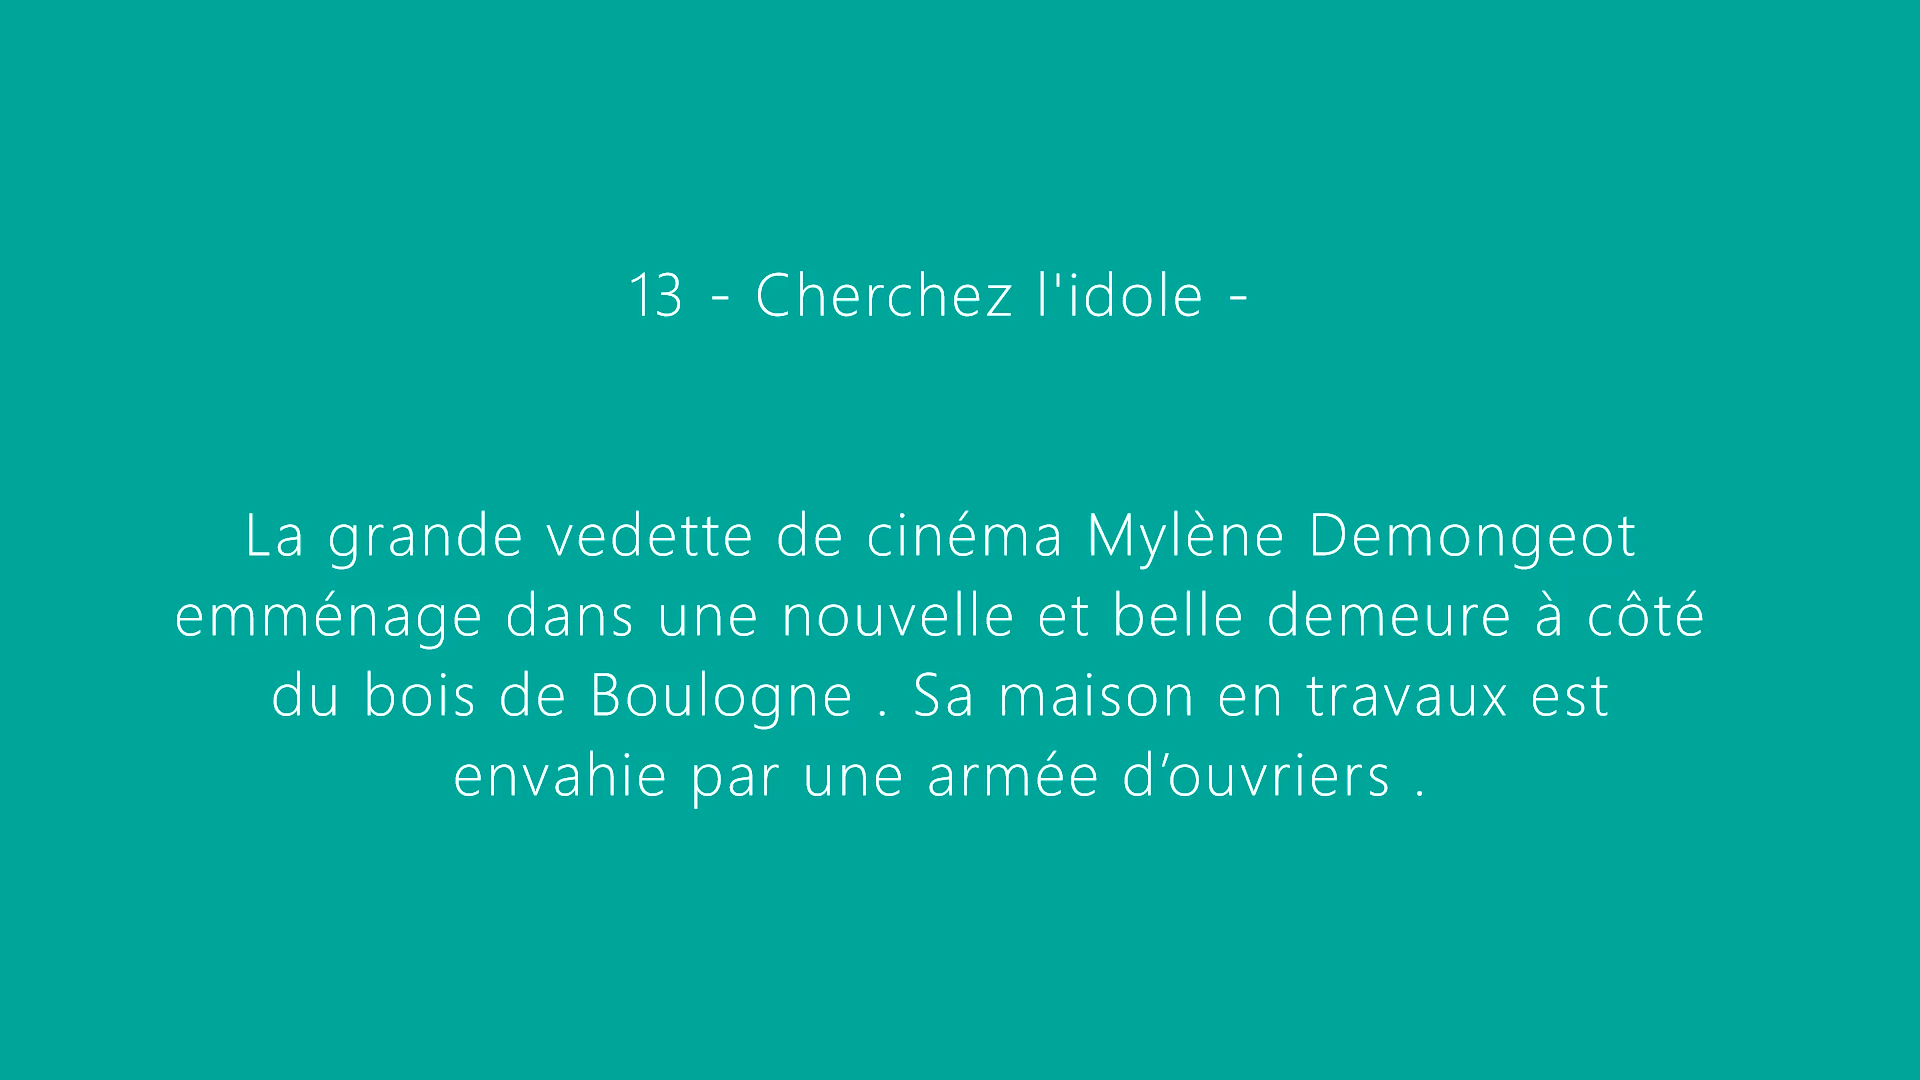 13 - Cherchez l'idole -
La grande vedette de cinéma Mylène Demongeot
emménage dans une nouvelle et belle demeure à côté
du bois de Boulogne . Sa maison en travaux est
envahie par une armée d’ouvriers .